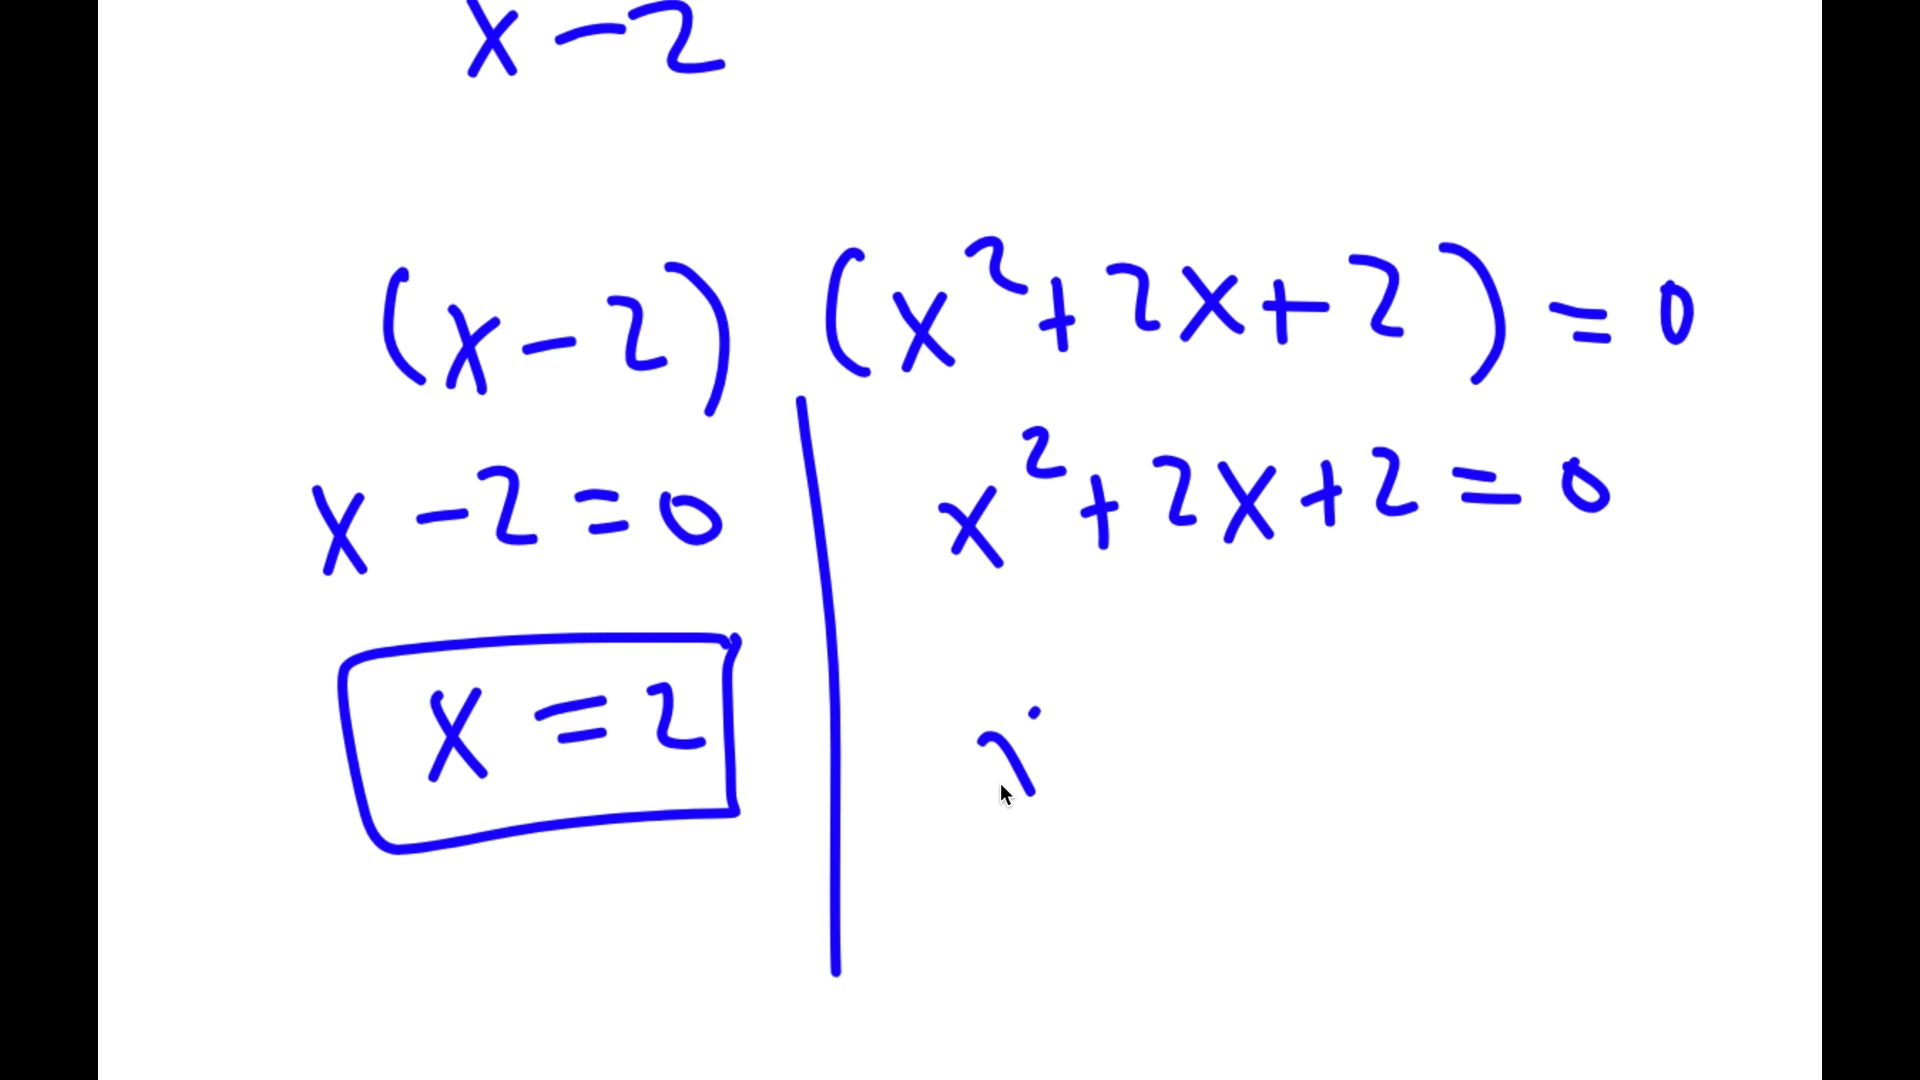 x - 2
(x - 2) (x² + 2x + 2) = 0
x - 2 = 0
x² + 2x + 2 = 0
x = 2